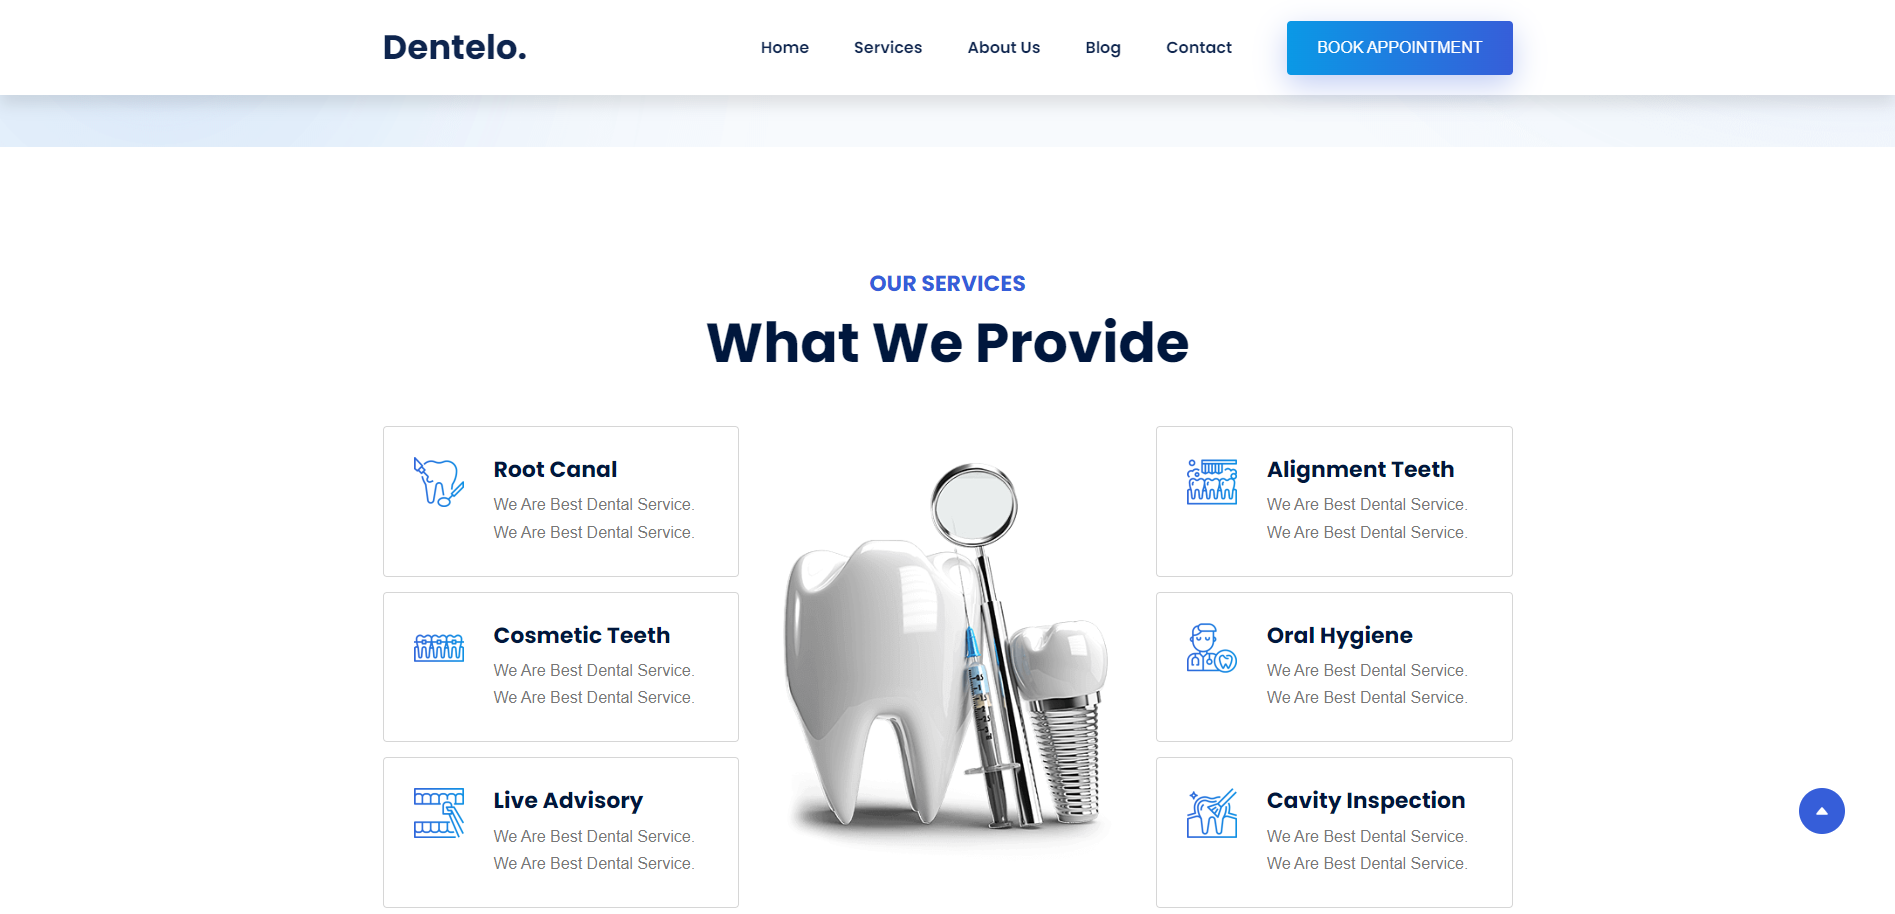 Dentelo.
Home
Services
About Us
Blog
Contact
BOOK APPOINTMENT
OUR SERVICES
What We Provide
Root Canal
We Are Best Dental Service.
We Are Best Dental Service.
Cosmetic Teeth
We Are Best Dental Service.
We Are Best Dental Service.
Live Advisory
We Are Best Dental Service.
We Are Best Dental Service.
Alignment Teeth
We Are Best Dental Service.
We Are Best Dental Service.
Oral Hygiene
We Are Best Dental Service.
We Are Best Dental Service.
Cavity Inspection
We Are Best Dental Service.
We Are Best Dental Service.